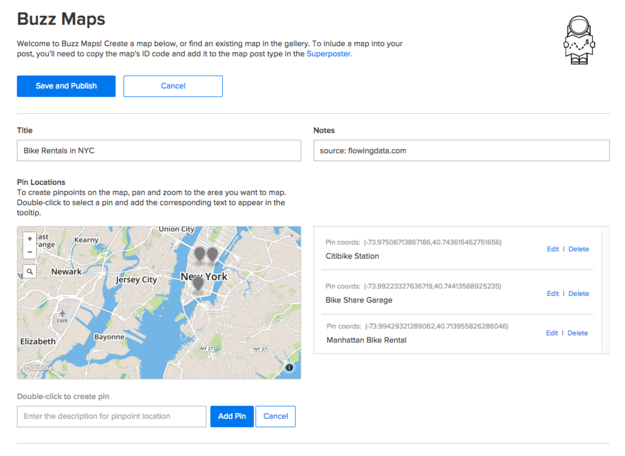 Buzz Maps
Welcome to Buzz Maps! Create a map below, or find an existing map in the gallery. To inlude a map into your
post, you'll need to copy the map's ID code and add it to the map post type in the Superposter.
Save and Publish
Cancel
Title
Bike Rentals in NYC
Notes
source: flowingdata.com
Pin Locations
To create pinpoints on the map, pan and zoom to the area you want to map.
Double-click to select a pin and add the corresponding text to appear in the
tooltip.
Union City
East
Orange
Kearny
Newark
Jersey City
New York
EWR
Elizabeth
Bayonne
NY 27
NY 27
Pin coords: (-73.97506713867186,40.743615462751656)
Citibike Station
Edit | Delete
Pin coords: (-73.99223327636719,40.74413568925235)
Bike Share Garage
Edit | Delete
Pin coords: (-73.99429321289062,40.713955826286046)
Manhattan Bike Rental
Edit | Delete
Double-click to create pin
Enter the description for pinpoint location
Add Pin
Cancel